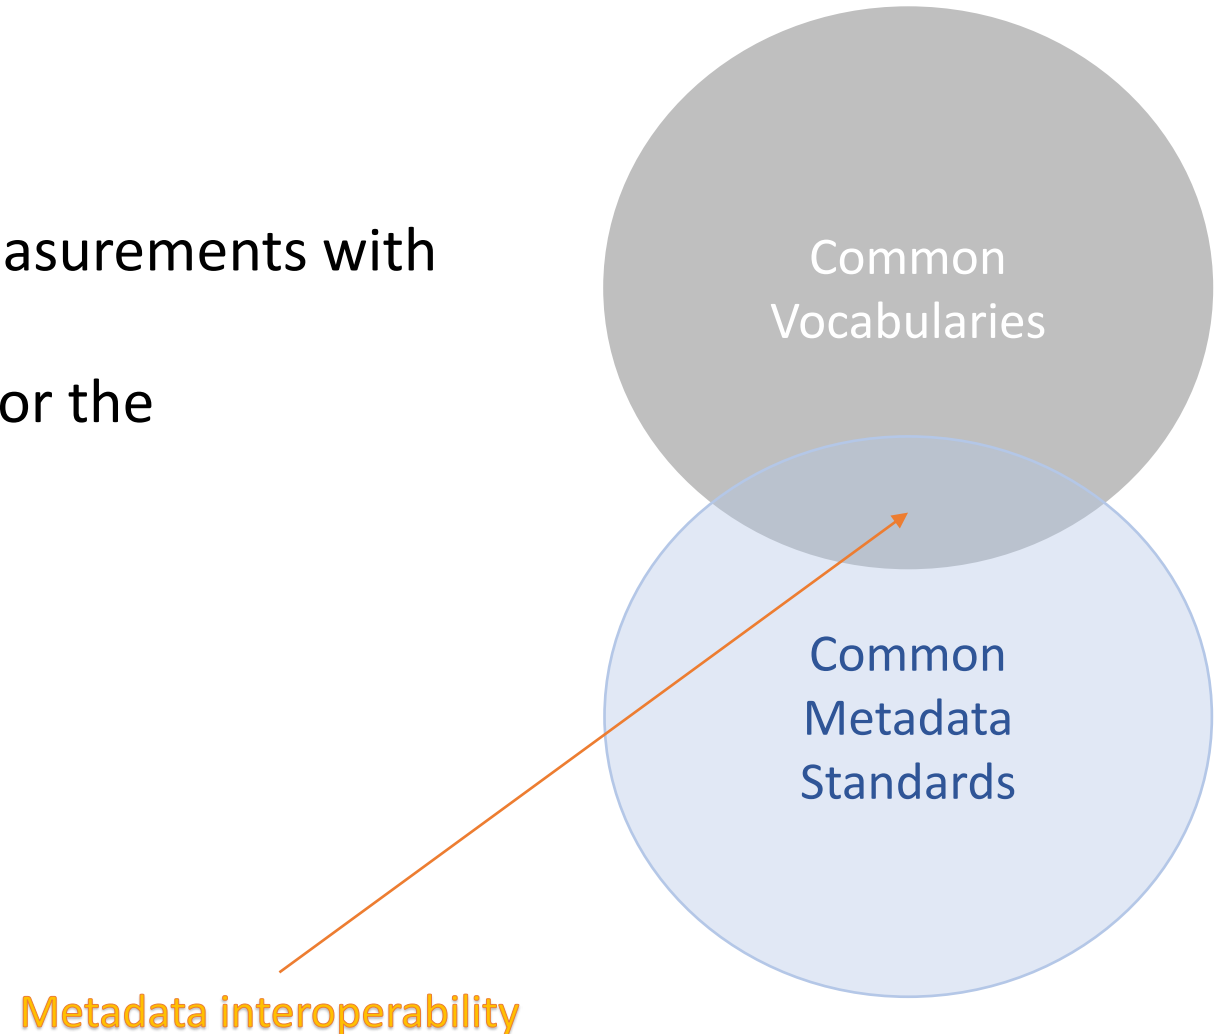 asurements with
or the
Common
Vocabularies
Common
Metadata
Standards
Metadata interoperability